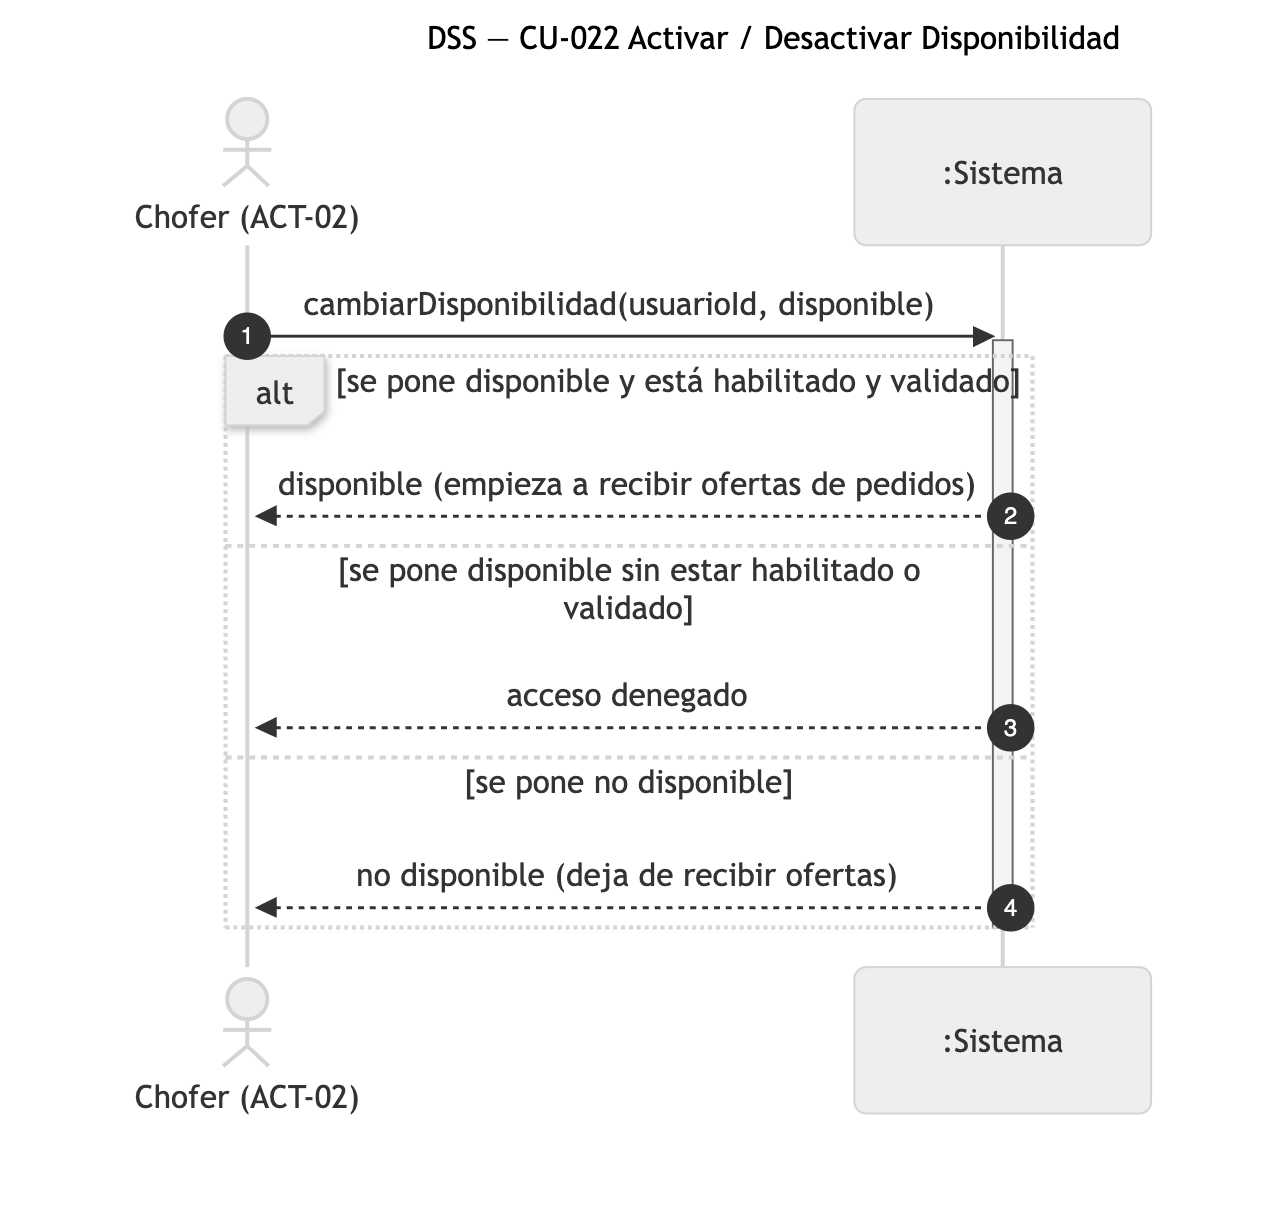 DSS — CU-022 Activar / Desactivar Disponibilidad
Chofer (ACT-02)
:Sistema
cambiarDisponibilidad(usuarioId, disponible)
1
alt
[se pone disponible y está habilitado y validado]
disponible (empieza a recibir ofertas de pedidos)
2
[se pone disponible sin estar habilitado o
validado]
acceso denegado
3
[se pone no disponible]
no disponible (deja de recibir ofertas)
4
:Sistema
Chofer (ACT-02)